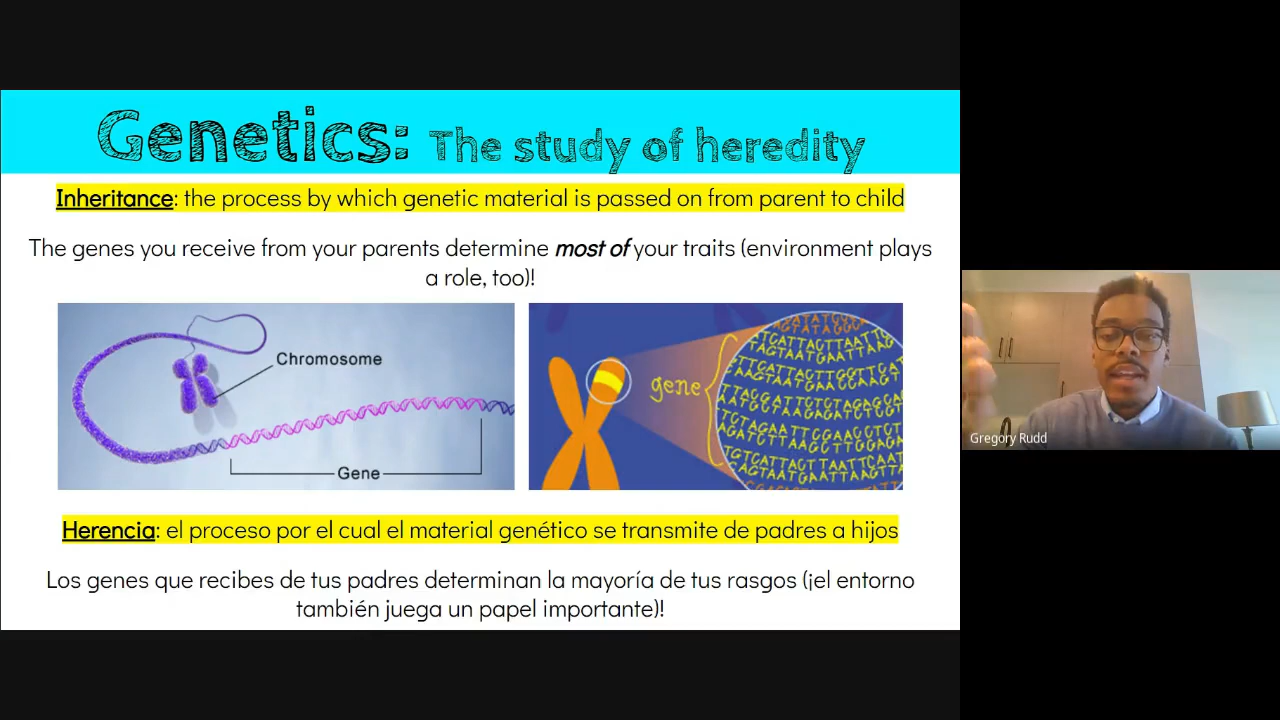 Genetics: The study of heredity
Inheritance: the process by which genetic material is passed on from parent to child
The genes you receive from your parents determine most of your traits (environment plays
a role, too)!
Chromosome
Gene
gene
Herencia: el proceso por el cual el material genético se transmite de padres a hijos
Los genes que recibes de tus padres determinan la mayoría de tus rasgos (¡el entorno
también juega un papel importante)!
Gregory Rudd